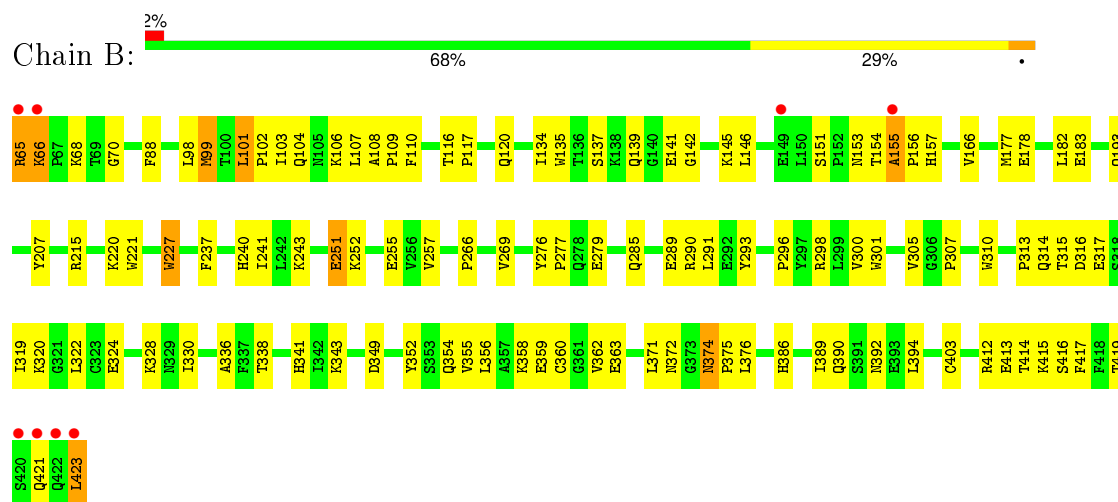 2%
Chain B:
68% 29% •
R65 K66 P67 K68 T69 G70 F88 L98 M99 T100 L101 P102 I103 Q104 N105 K106 L107 A108 P109 F110 T116 P117 Q120 I134 W135 T136 S137 K138 Q139 G140 E141 G142 K145 L146 E149 L150 S151 P152 N153 T154 A155 P156 H157 V166 M177 E178 L182 E183
Y207 R215 K220 W221 W227 F237 H240 I241 L242 K243 E251 K252 E255 V256 V257 P266 V269 Y276 P277 Q278 E279 Q285 E289 R290 L291 E292 Y293 P296 Y297 R298 L299 V300 W301 V305 G306 P307 W310 P313 Q314 T315 D316 E317 S318
I319 K320 G321 L322 C323 E324 K328 N329 I330 A336 F337 T338 H341 I342 K343 D349 Y352 S353 Q354 V355 L356 A357 K358 E359 C360 G361 V362 E363 L371 N372 G373 N374 P375 L376 H386 I389 Q390 S391 N392 E393 L394 C403 R412 E413 T414 K415 S416 F417 F418 T419
S420 Q421 Q422 L423